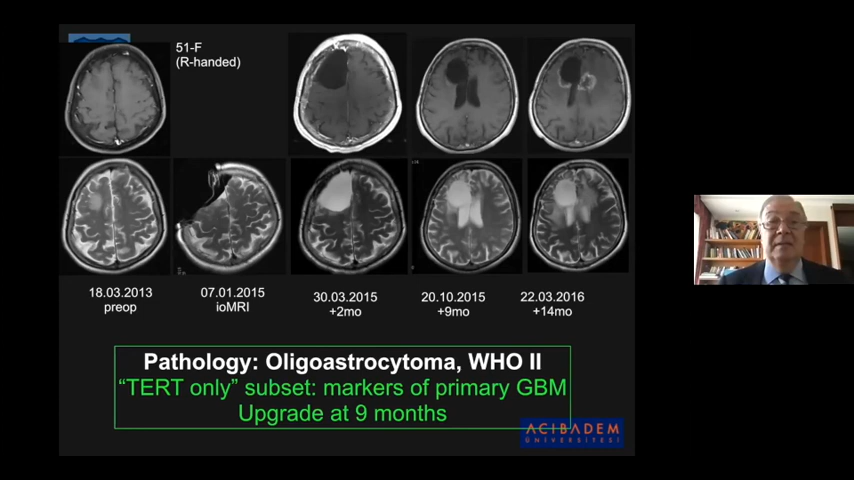 51-F
(R-handed)
18.03.2013
preop
07.01.2015
ioMRI
30.03.2015
+2mo
20.10.2015
+9mo
22.03.2016
+14mo
Pathology: Oligoastrocytoma, WHO II
“TERT only” subset: markers of primary GBM
Upgrade at 9 months
ACIBADEM
ÜNİVERSİTESİ